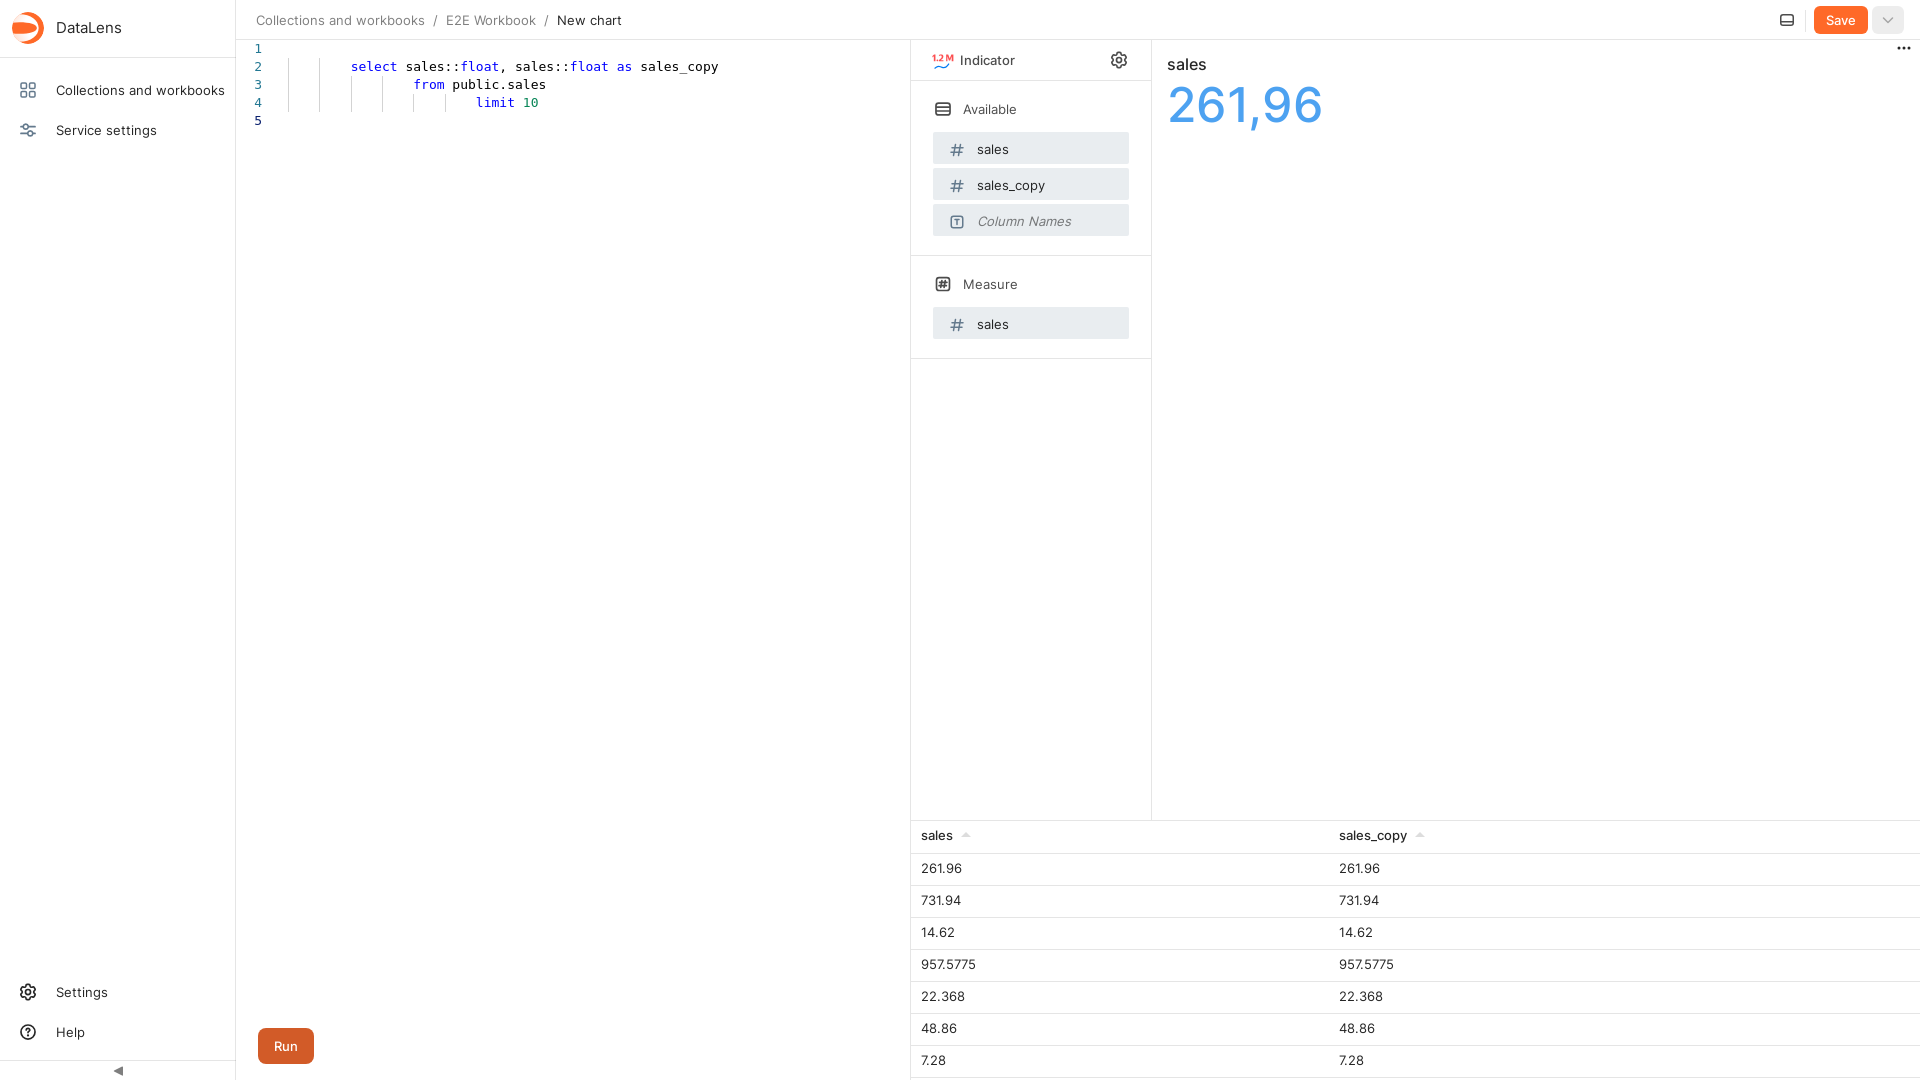 DataLens
Collections and workbooks
Service settings
Settings
Help
Collections and workbooks / E2E Workbook / New chart
Save
1
2 select sales::float, sales::float as sales_copy
3 from public.sales
4 limit 10
5
Run
1.2M Indicator
Available
sales
sales_copy
Column Names
Measure
sales
sales
261,96
sales sales_copy
261.96 261.96
731.94 731.94
14.62 14.62
957.5775 957.5775
22.368 22.368
48.86 48.86
7.28 7.28